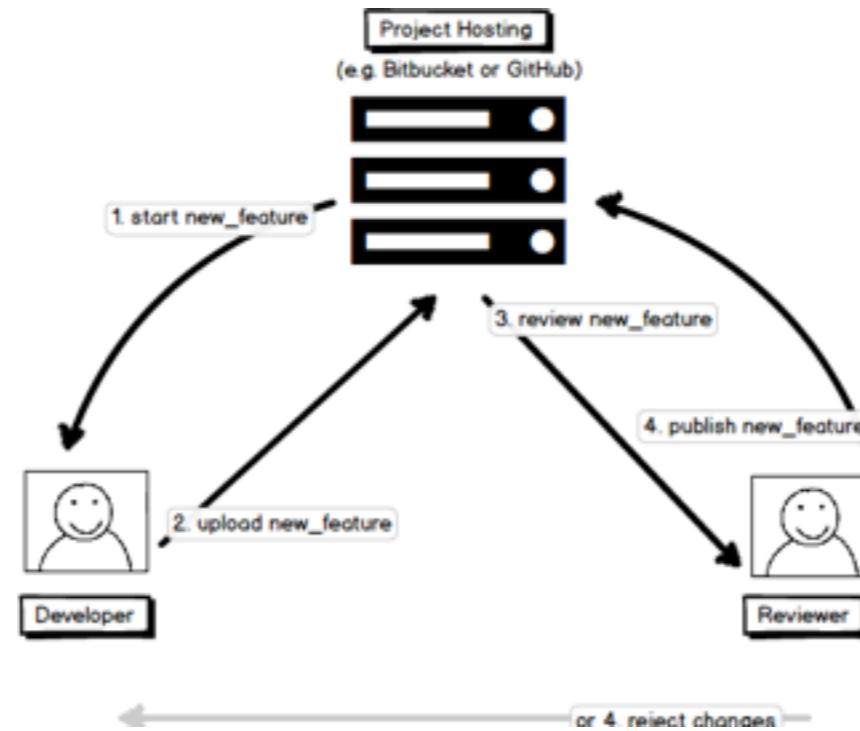 Project Hosting
(e.g. Bitbucket or GitHub)
1. start new_feature
3. review new_feature
4. publish new_feature
2. upload new_feature
Developer
Reviewer
or 4. reject changes